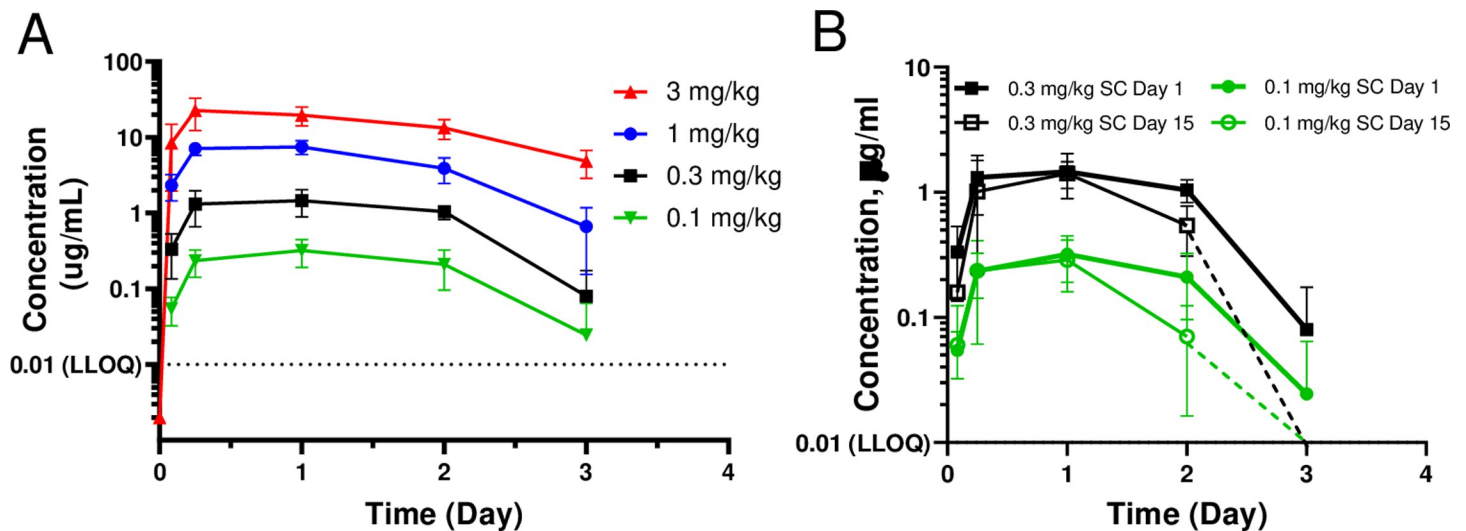 A
Concentration
(ug/mL)
100
10
1
0.1
0.01 (LLOQ)
0
1
2
3
4
Time (Day)
3 mg/kg
1 mg/kg
0.3 mg/kg
0.1 mg/kg
B
Concentration, g/ml
10
1
0.1
0.01 (LLOQ)
0
1
2
3
4
Time (Day)
0.3 mg/kg SC Day 1
0.3 mg/kg SC Day 15
0.1 mg/kg SC Day 1
0.1 mg/kg SC Day 15